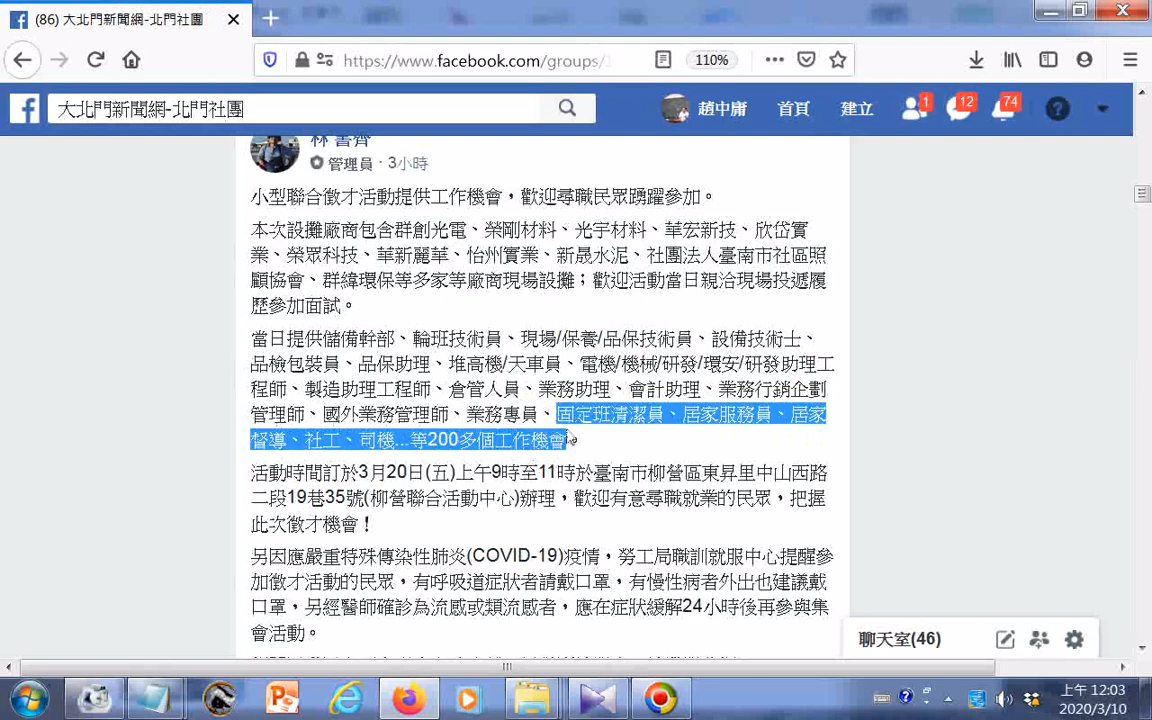 (86) 大北門新聞網-北門社團
https://www.facebook.com/groups/
110%
大北門新聞網-北門社團
趙中庸
首頁
建立
1
12
74
林書齊
管理員 · 3小時
小型聯合徵才活動提供工作機會，歡迎尋職民眾踴躍參加。
本次設攤廠商包含群創光電、榮剛材料、光宇材料、華宏新技、欣岱實
業、榮眾科技、華新麗華、怡州實業、新晟水泥、社團法人臺南市社區照
顧協會、群緯環保等多家等廠商現場設攤；歡迎活動當日親洽現場投遞履
歷參加面試。
當日提供儲備幹部、輪班技術員、現場/保養/品保技術員、設備技術士、
品檢包裝員、品保助理、堆高機/天車員、電機/機械/研發/環安/研發助理工
程師、製造助理工程師、倉管人員、業務助理、會計助理、業務行銷企劃
管理師、國外業務管理師、業務專員、固定班清潔員、居家服務員、居家
督導、社工、司機...等200多個工作機會。
活動時間訂於3月20日(五)上午9時至11時於臺南市柳營區東昇里中山西路
二段19巷35號(柳營聯合活動中心)辦理，歡迎有意尋職就業的民眾，把握
此次徵才機會！
另因應嚴重特殊傳染性肺炎(COVID-19)疫情，勞工局職訓就服中心提醒參
加徵才活動的民眾，有呼吸道症狀者請戴口罩，有慢性病者外出也建議戴
口罩，另經醫師確診為流感或類流感者，應在症狀緩解24小時後再參與集
會活動。
聊天室(46)
上午 12:03
2020/3/10